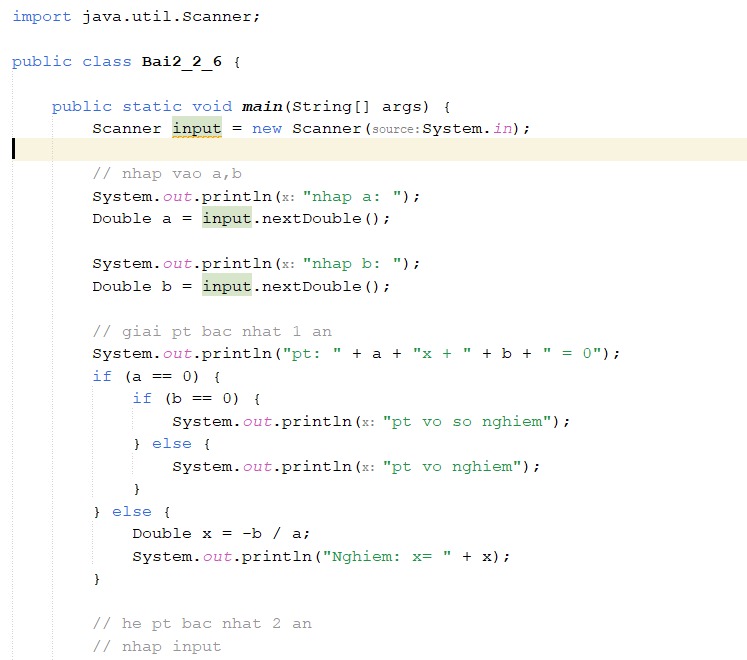 import java.util.Scanner;
public class Bai2_2_6 {
public static void main(String[] args) {
Scanner input = new Scanner(source:System.in);
// nhap vao a,b
System.out.println(x: "nhap a: ");
Double a = input.nextDouble();
System.out.println(x: "nhap b: ");
Double b = input.nextDouble();
// giai pt bac nhat 1 an
System.out.println("pt: " + a + "x + " + b + " = 0");
if (a == 0) {
if (b == 0) {
System.out.println(x: "pt vo so nghiem");
} else {
System.out.println(x: "pt vo nghiem");
}
} else {
Double x = -b / a;
System.out.println("Nghiem: x= " + x);
}
// he pt bac nhat 2 an
// nhap input